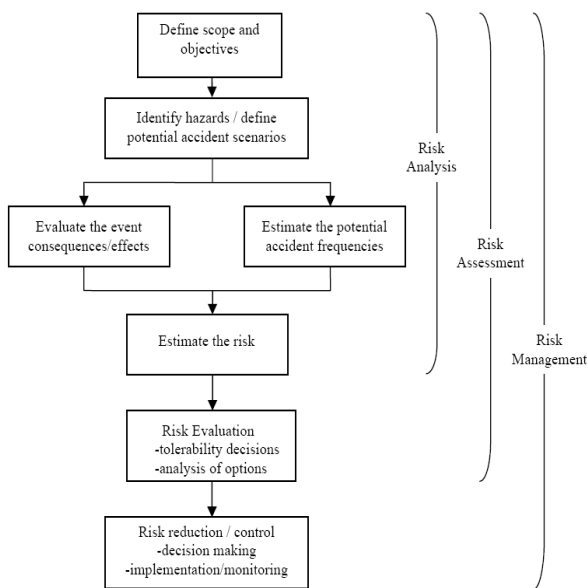 Define scope and
objectives
Identify hazards / define
potential accident scenarios
Evaluate the event
consequences/effects
Estimate the potential
accident frequencies
Estimate the risk
Risk Evaluation
-tolerability decisions
-analysis of options
Risk reduction / control
-decision making
-implementation/monitoring
Risk
Analysis
Risk
Assessment
Risk
Management